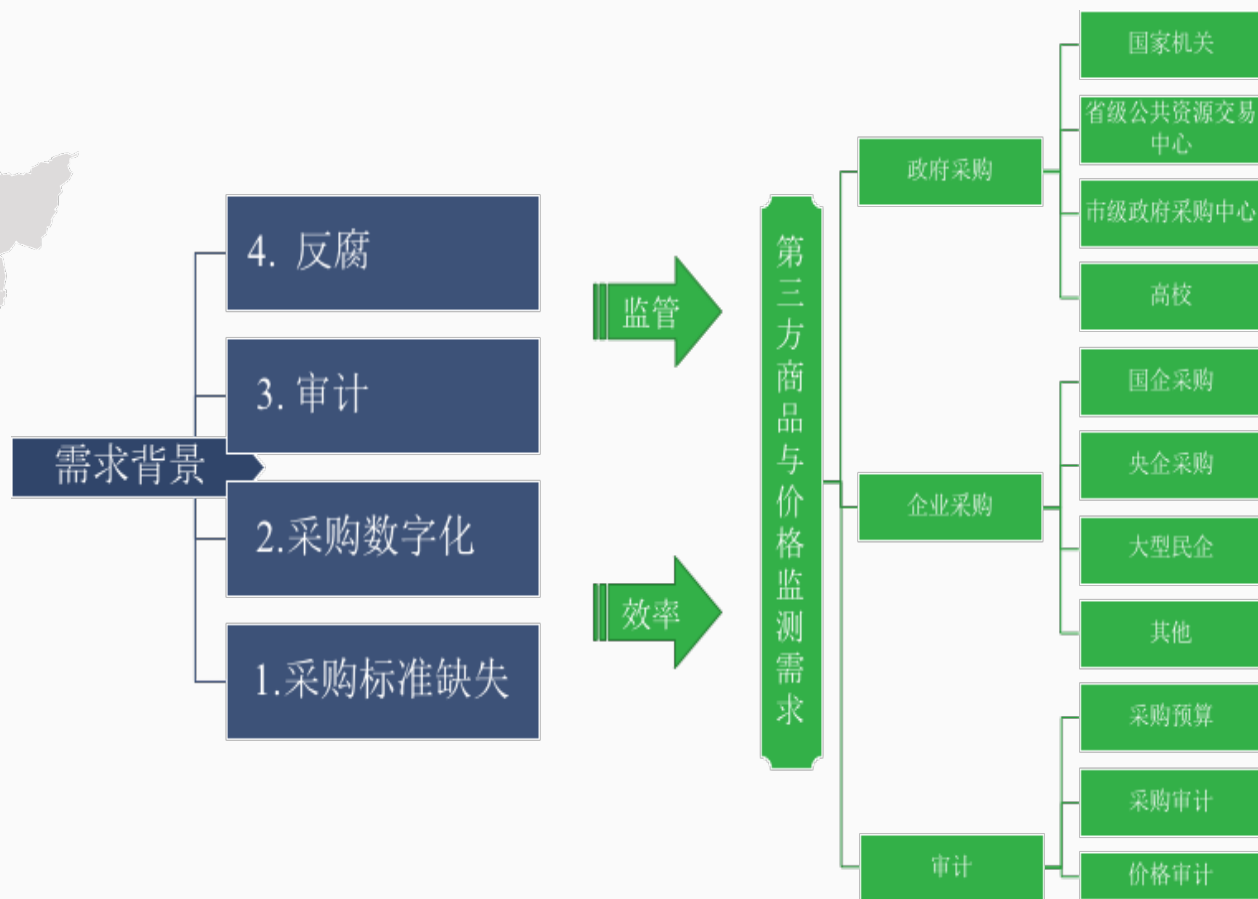 需求背景
4. 反腐
3. 审计
2.采购数字化
1.采购标准缺失
监管
效率
第三方商品与价格监测需求
政府采购
国家机关
省级公共资源交易
中心
市级政府采购中心
高校
企业采购
国企采购
央企采购
大型民企
其他
审计
采购预算
采购审计
价格审计